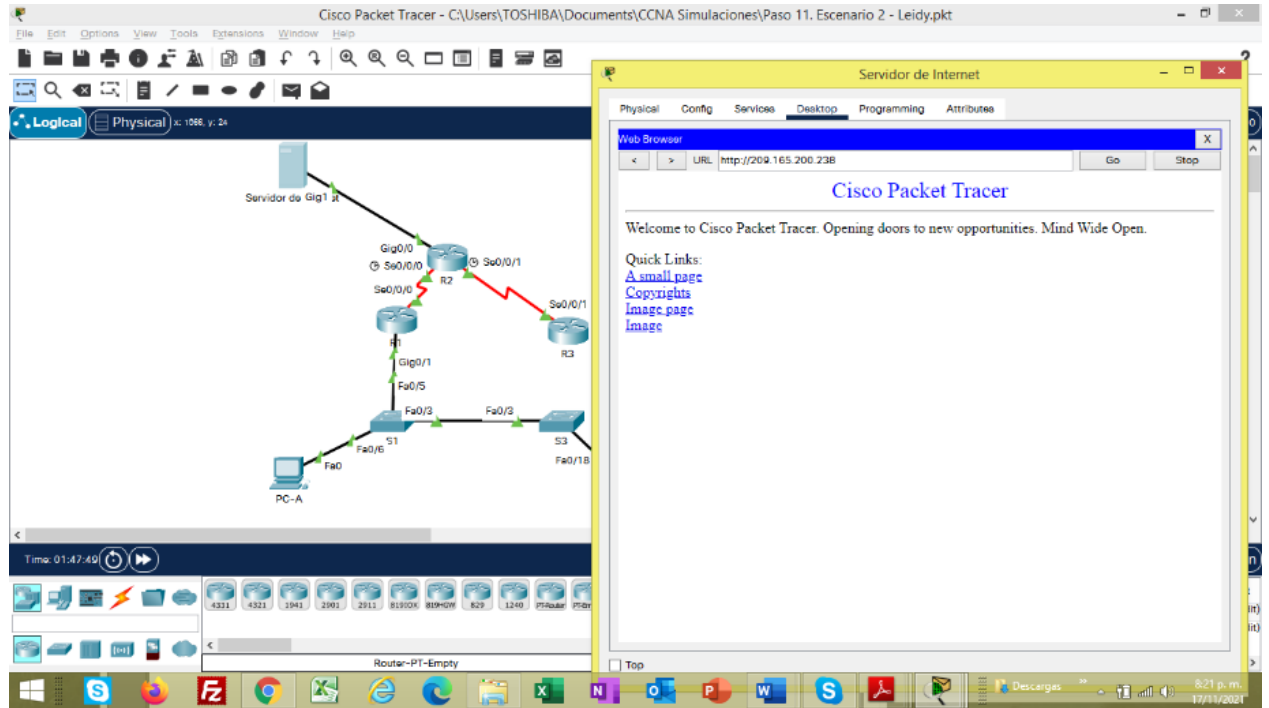 Cisco Packet Tracer - C:\Users\TOSHIBA\Documents\CCNA Simulaciones\Paso 11. Escenario 2 - Leidy.pkt
File Edit Options View Tools Extensions Window Help
Logical Physical x: 1066, y: 24
Servidor de Gig1
Gig0/0
Se0/0/0
Se0/0/1
R2
Se0/0/0
Se0/0/1
R1
R3
Gig0/1
Fa0/5
Fa0/3
Fa0/3
S1
S3
Fa0/6
Fa0/18
Fa0
PC-A
Time: 01:47:49
4331 4321 1941 2901 2911 819IOX 819HGW 829 1240 PT-Router
Router-PT-Empty
Servidor de Internet
Physical Config Services Desktop Programming Attributes
Web Browser X
< > URL http://209.165.200.238 Go Stop
Cisco Packet Tracer
Welcome to Cisco Packet Tracer. Opening doors to new opportunities. Mind Wide Open.
Quick Links:
A small page
Copyrights
Image page
Image
Top
Descargas
8:21 p. m.
17/11/2021